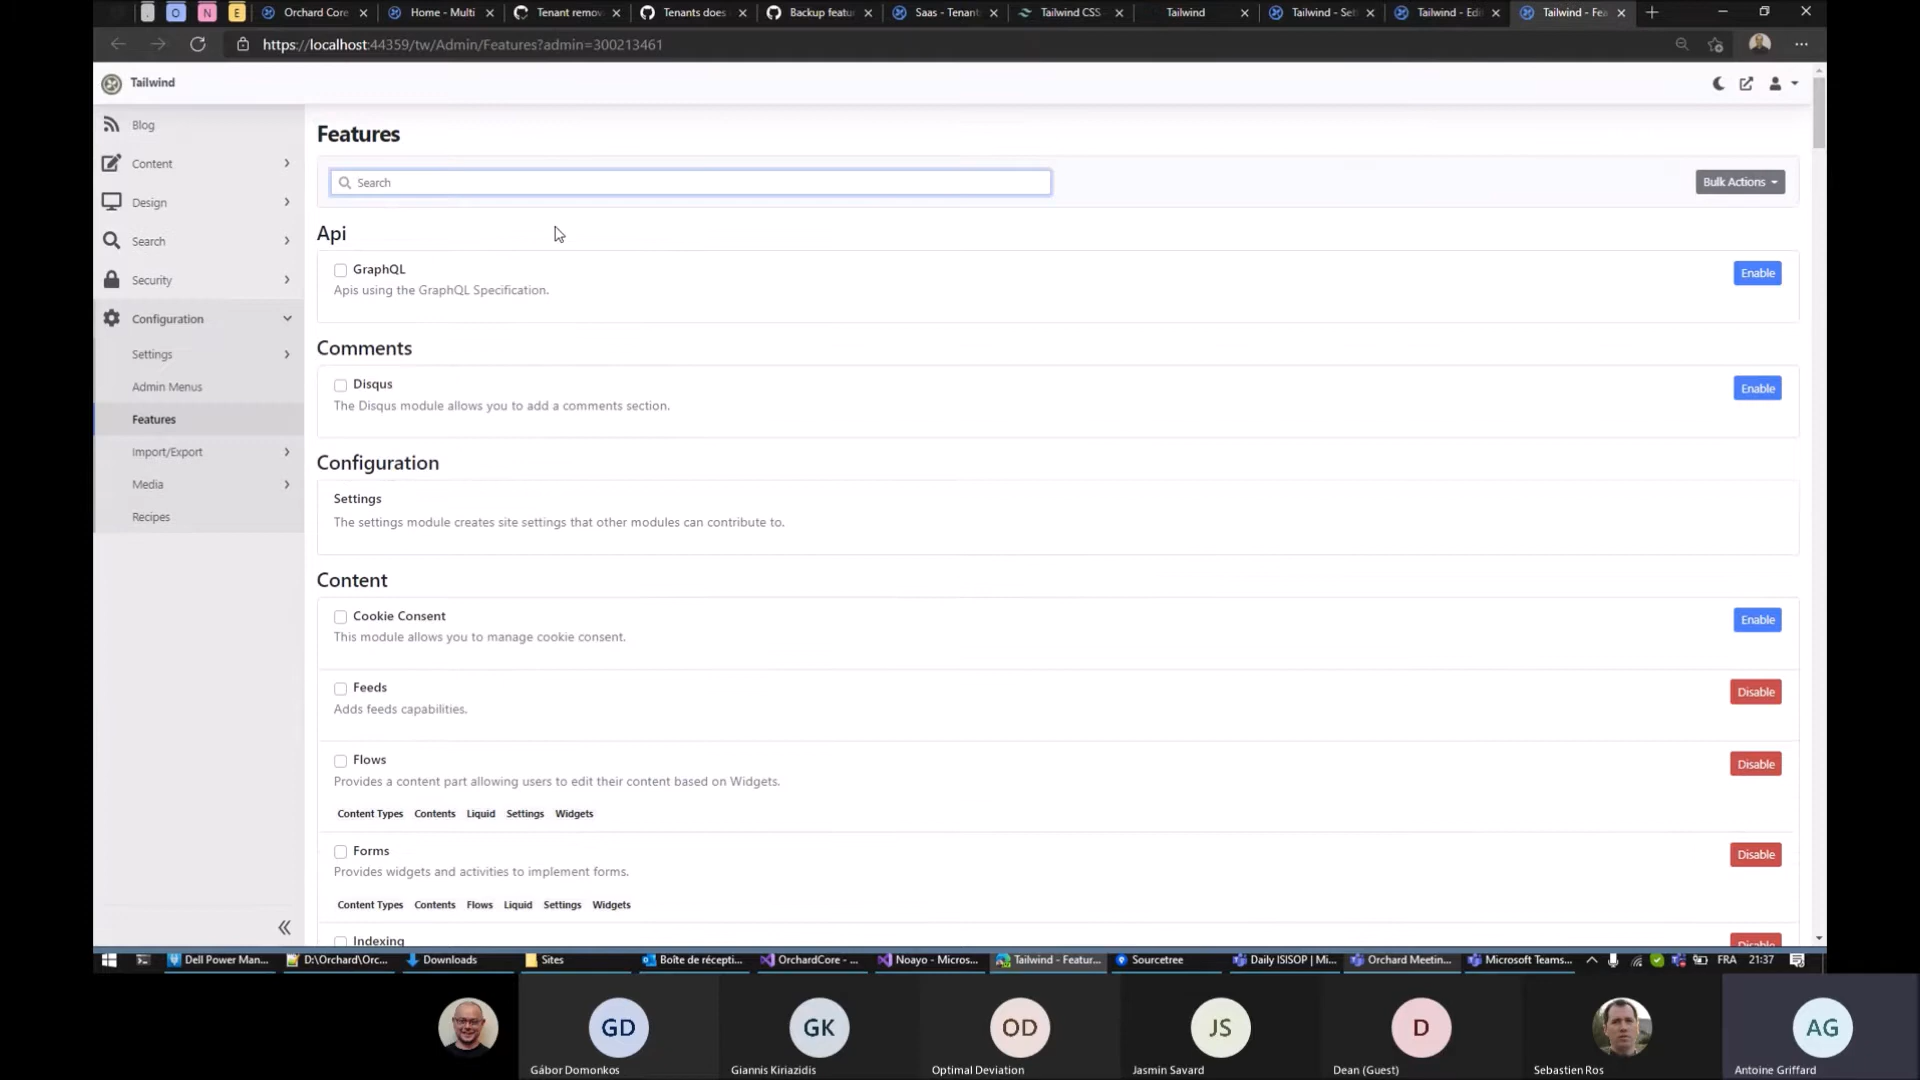 O
N
E
Orchard Core
Home - Multi
Tenant remov
Tenants does
Backup featu
Saas - Tenant
Tailwind CSS
Tailwind
Tailwind - Set
Tailwind - Edi
Tailwind - Fea
https://localhost:44359/tw/Admin/Features?admin=300213461
Tailwind
Blog
Content
Design
Search
Security
Configuration
Settings
Admin Menus
Features
Import/Export
Media
Recipes
Features
Search
Bulk Actions
Api
GraphQL
Enable
Apis using the GraphQL Specification.
Comments
Disqus
Enable
The Disqus module allows you to add a comments section.
Configuration
Settings
The settings module creates site settings that other modules can contribute to.
Content
Cookie Consent
Enable
This module allows you to manage cookie consent.
Feeds
Disable
Adds feeds capabilities.
Flows
Disable
Provides a content part allowing users to edit their content based on Widgets.
Content Types Contents Liquid Settings Widgets
Forms
Disable
Provides widgets and activities to implement forms.
Content Types Contents Flows Liquid Settings Widgets
Indexing
Disable
Dell Power Man...
D:\Orchard\Orc...
Downloads
Sites
Boîte de récepti...
OrchardCore - ...
Noayo - Micros...
Tailwind - Featur...
Sourcetree
Daily ISISOP | Mi...
Orchard Meetin...
Microsoft Teams...
FRA
21:37
GD
GK
OD
JS
D
AG
Gábor Domonkos
Giannis Kiriazidis
Optimal Deviation
Jasmin Savard
Dean (Guest)
Sebastien Ros
Antoine Griffard